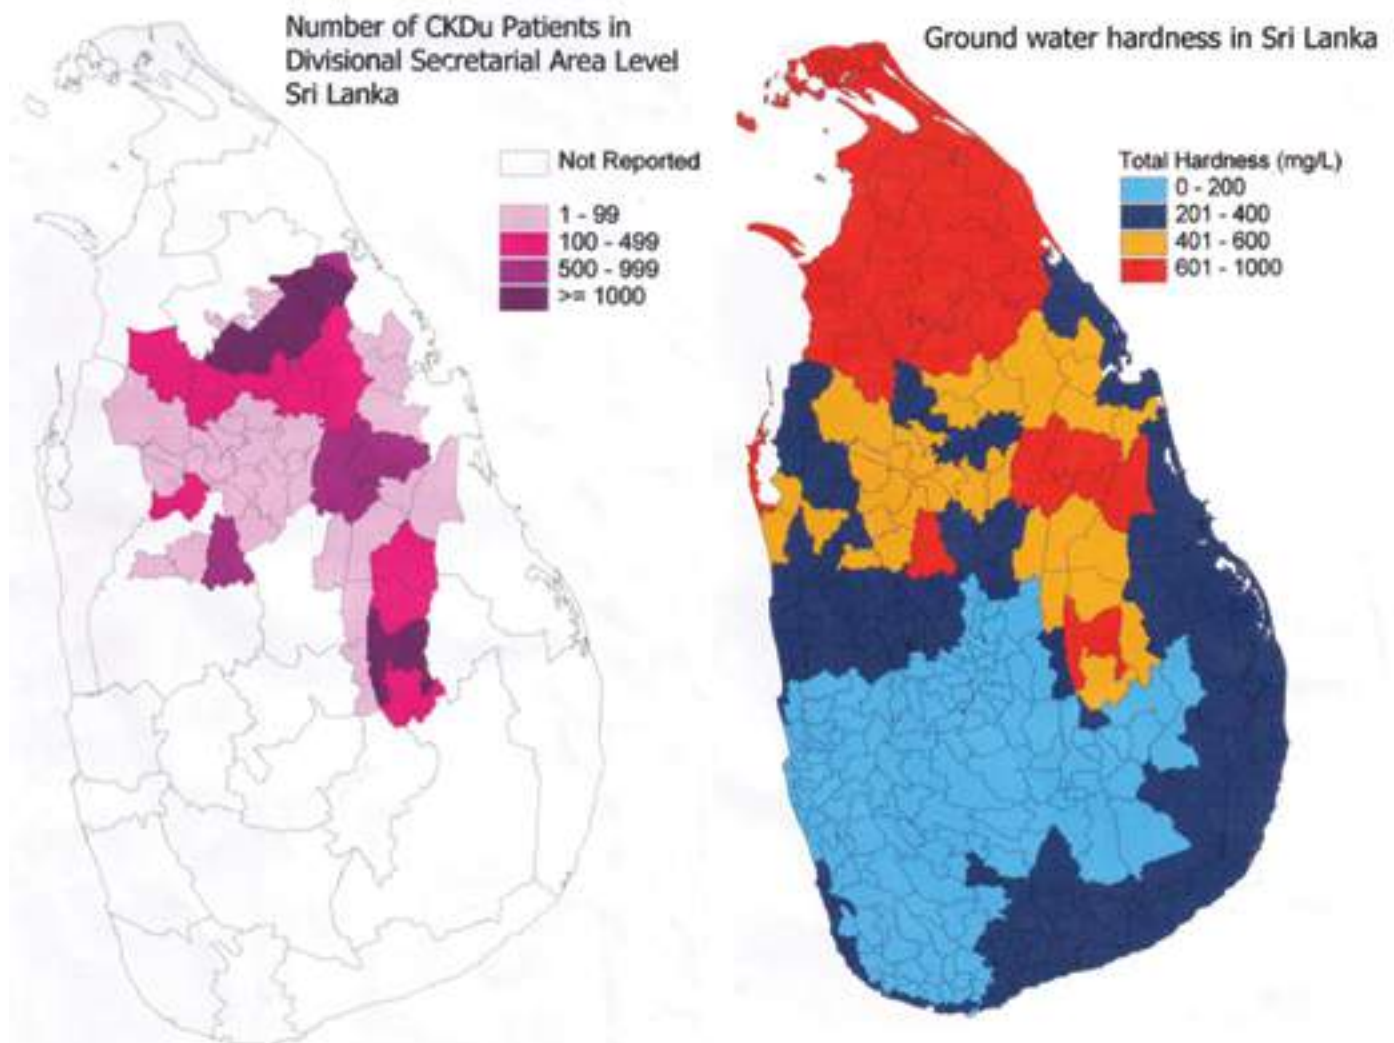 Number of CKDu Patients in
Divisional Secretarial Area Level
Sri Lanka
Not Reported
1 - 99
100 - 499
500 - 999
>= 1000
Ground water hardness in Sri Lanka
Total Hardness (mg/L)
0 - 200
201 - 400
401 - 600
601 - 1000